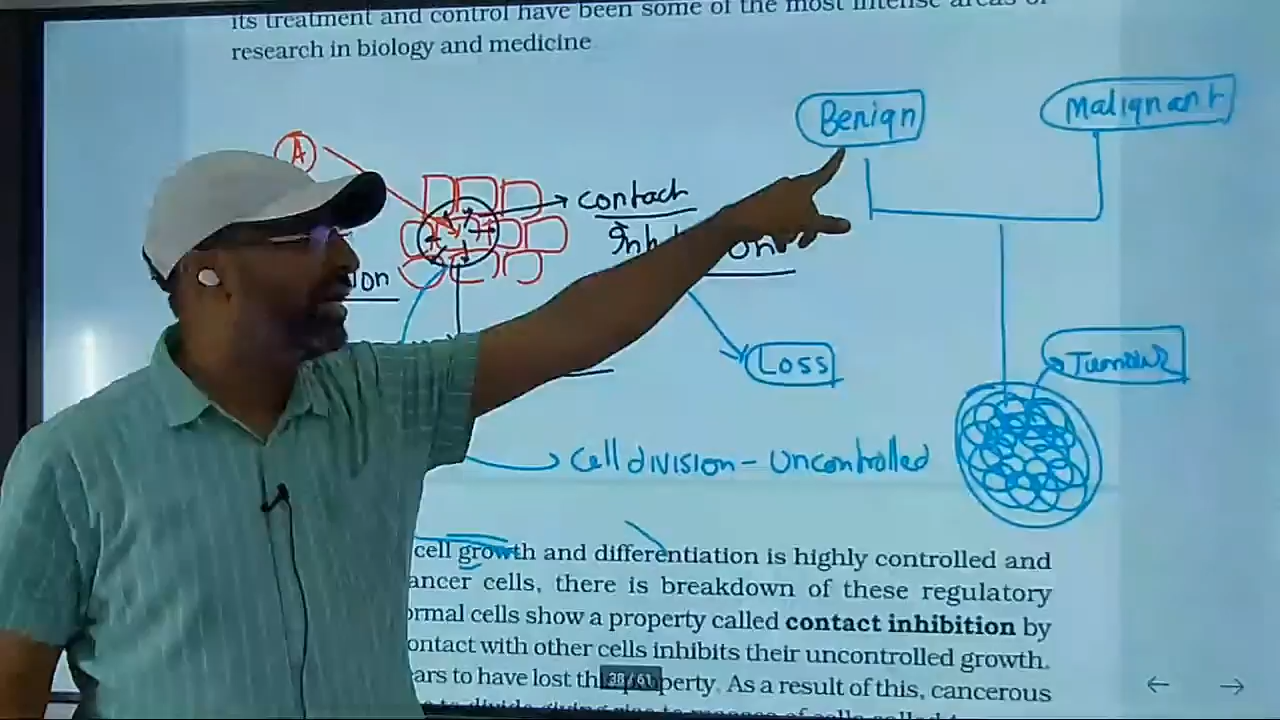 its treatment and control have been some of the most intense areas of
research in biology and medicine
Benign
Malignant
A
contact
Loss
Tumour
Cell division - Uncontrolled
cell growth and differentiation is highly controlled and
ancer cells, there is breakdown of these regulatory
ormal cells show a property called contact inhibition by
ontact with other cells inhibits their uncontrolled growth.
ars to have lost th perty. As a result of this, cancerous
38 / 61